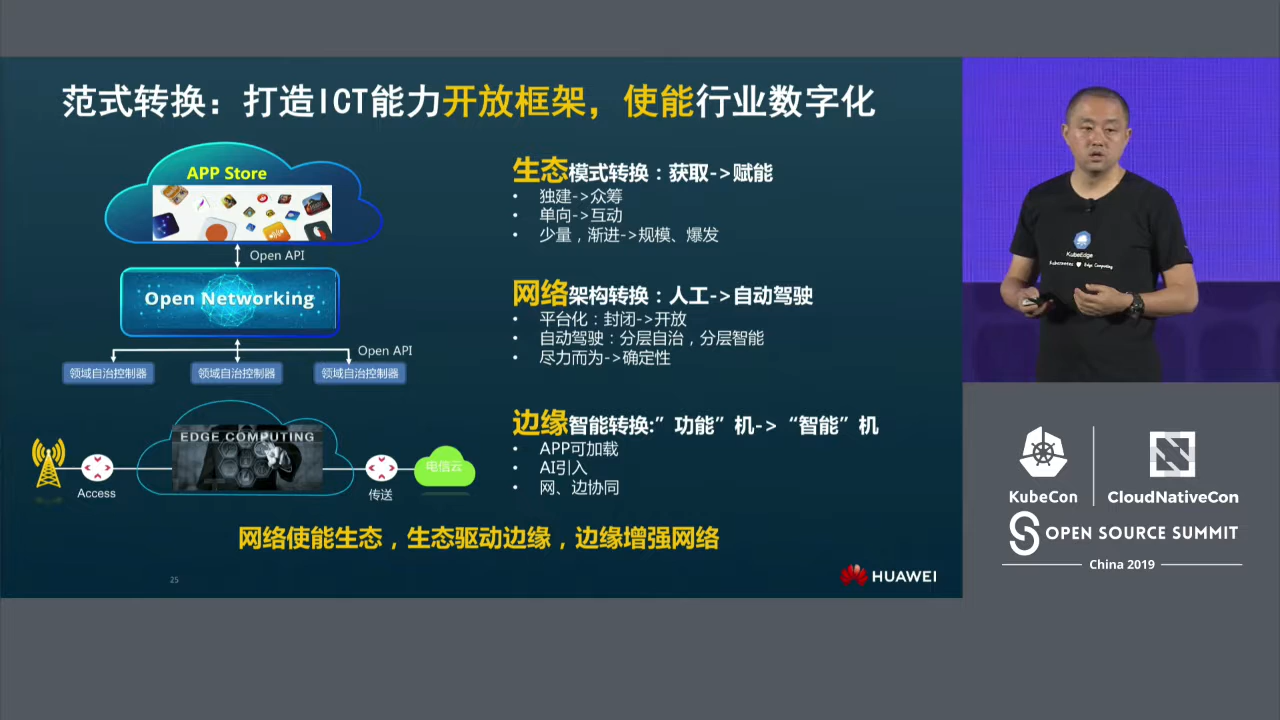 范式转换：打造ICT能力开放框架，使能行业数字化
APP Store
Open API
Open Networking
Open API
领域自治控制器
领域自治控制器
领域自治控制器
EDGE COMPUTING
Access
传送
电信云
生态模式转换：获取->赋能
• 独建->众筹
• 单向->互动
• 少量，渐进->规模、爆发
网络架构转换：人工->自动驾驶
• 平台化：封闭->开放
• 自动驾驶：分层自治，分层智能
• 尽力而为->确定性
边缘智能转换:”功能”机->“智能”机
• APP可加载
• AI引入
• 网、边协同
网络使能生态，生态驱动边缘，边缘增强网络
25
HUAWEI
KubeEdge
Kubernetes Edge Computing
KubeCon
CloudNativeCon
OPEN SOURCE SUMMIT
China 2019